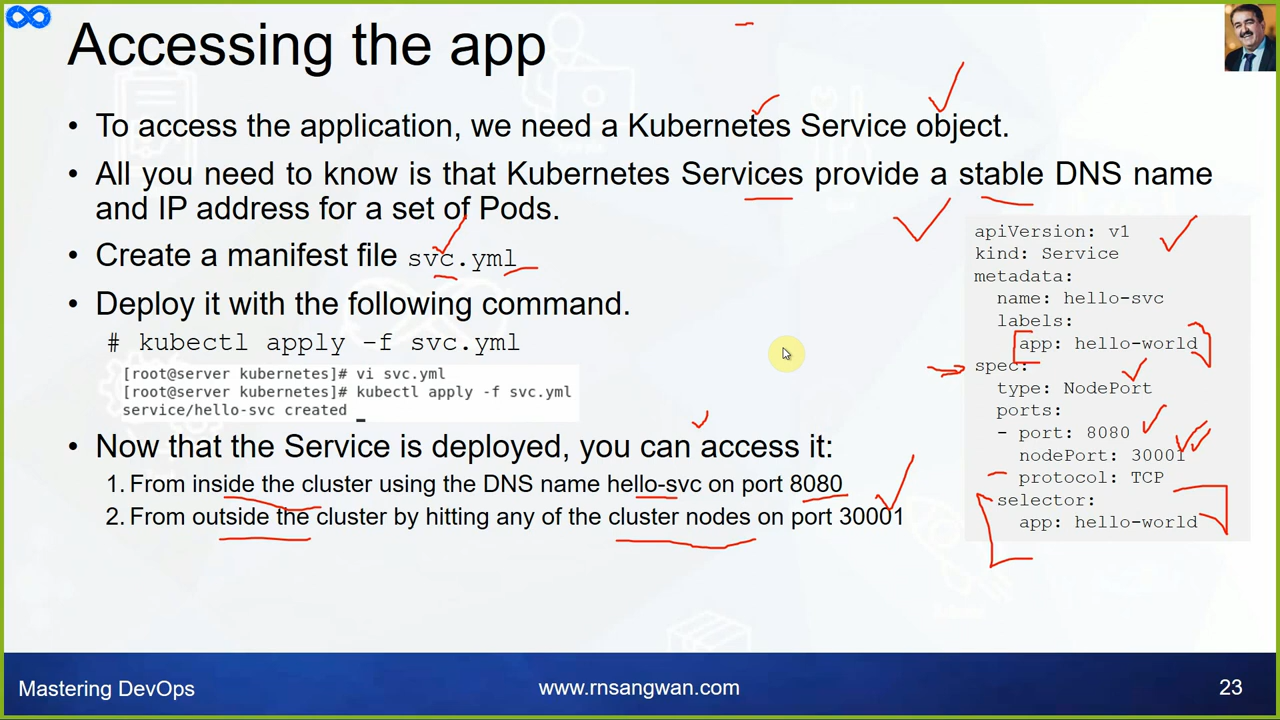 Accessing the app
• To access the application, we need a Kubernetes Service object.
• All you need to know is that Kubernetes Services provide a stable DNS name
and IP address for a set of Pods.
• Create a manifest file svc.yml
• Deploy it with the following command.
# kubectl apply -f svc.yml
[root@server kubernetes]# vi svc.yml
[root@server kubernetes]# kubectl apply -f svc.yml
service/hello-svc created
• Now that the Service is deployed, you can access it:
1. From inside the cluster using the DNS name hello-svc on port 8080
2. From outside the cluster by hitting any of the cluster nodes on port 30001
apiVersion: v1
kind: Service
metadata:
  name: hello-svc
  labels:
    app: hello-world
spec:
  type: NodePort
  ports:
  - port: 8080
    nodePort: 30001
    protocol: TCP
  selector:
    app: hello-world
Mastering DevOps
www.rnsangwan.com
23